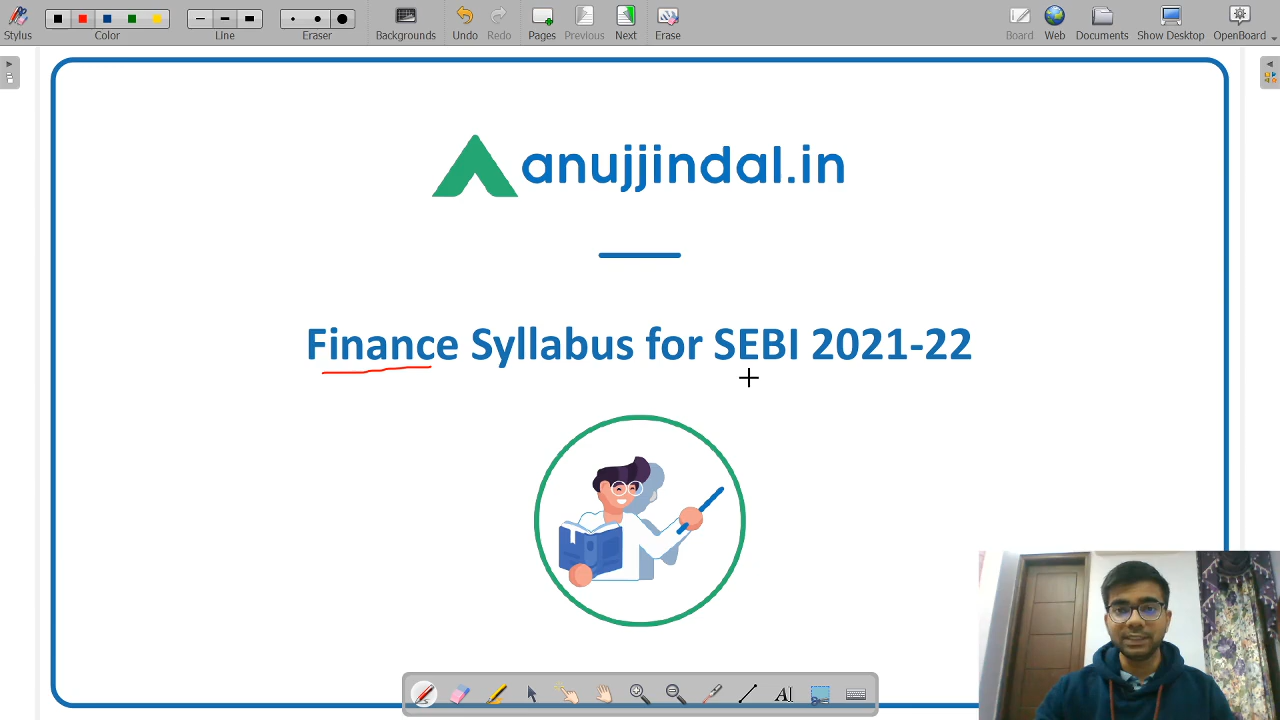 Stylus
Color
Line
Eraser
Backgrounds
Undo
Redo
Pages
Previous
Next
Erase
Board
Web
Documents
Show Desktop
OpenBoard
anujjindal.in
Finance Syllabus for SEBI 2021-22